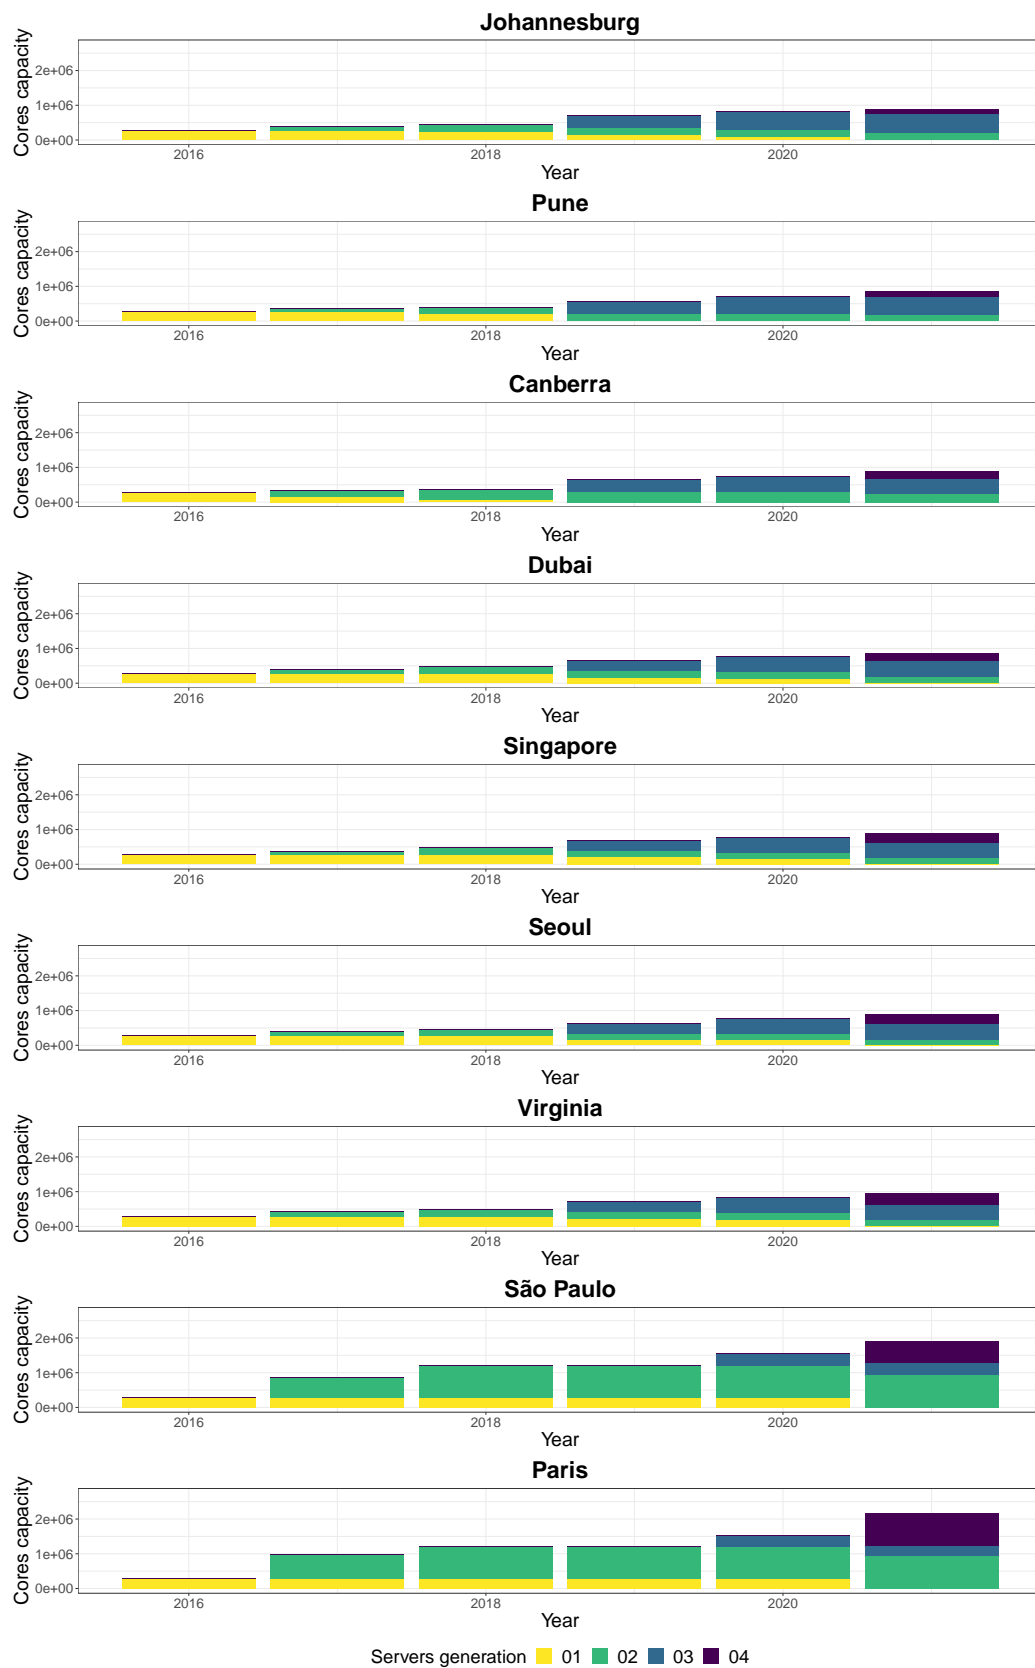 Johannesburg
Cores capacity
2e+06
1e+06
0e+00
2016 2018 2020
Year
Pune
Cores capacity
2e+06
1e+06
0e+00
2016 2018 2020
Year
Canberra
Cores capacity
2e+06
1e+06
0e+00
2016 2018 2020
Year
Dubai
Cores capacity
2e+06
1e+06
0e+00
2016 2018 2020
Year
Singapore
Cores capacity
2e+06
1e+06
0e+00
2016 2018 2020
Year
Seoul
Cores capacity
2e+06
1e+06
0e+00
2016 2018 2020
Year
Virginia
Cores capacity
2e+06
1e+06
0e+00
2016 2018 2020
Year
São Paulo
Cores capacity
2e+06
1e+06
0e+00
2016 2018 2020
Year
Paris
Cores capacity
2e+06
1e+06
0e+00
2016 2018 2020
Year
Servers generation 01 02 03 04